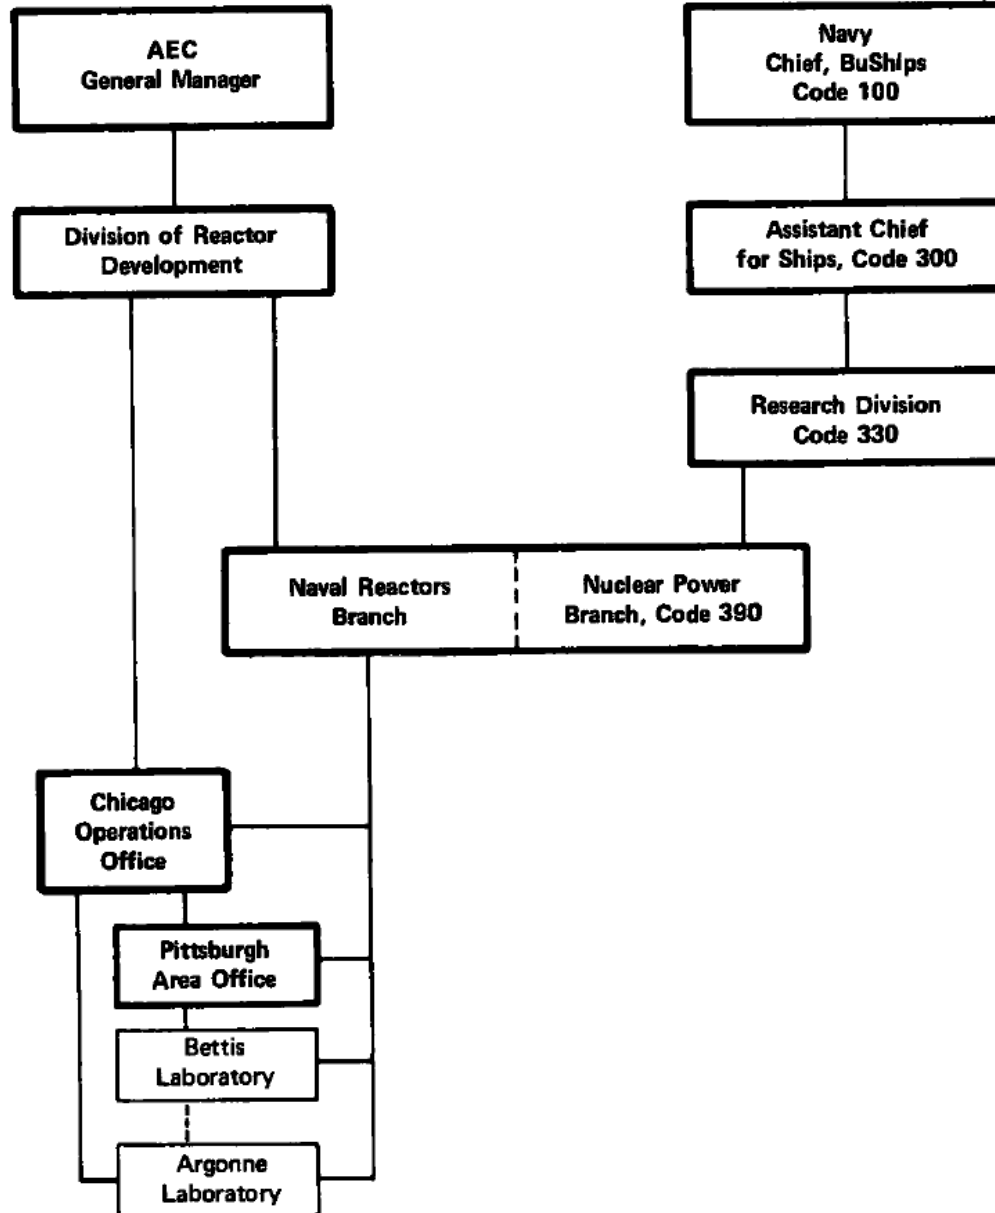 AEC
General Manager
Navy
Chief, BuShips
Code 100
Division of Reactor
Development
Assistant Chief
for Ships, Code 300
Research Division
Code 330
Naval Reactors
Branch
Nuclear Power
Branch, Code 390
Chicago
Operations
Office
Pittsburgh
Area Office
Bettis
Laboratory
Argonne
Laboratory